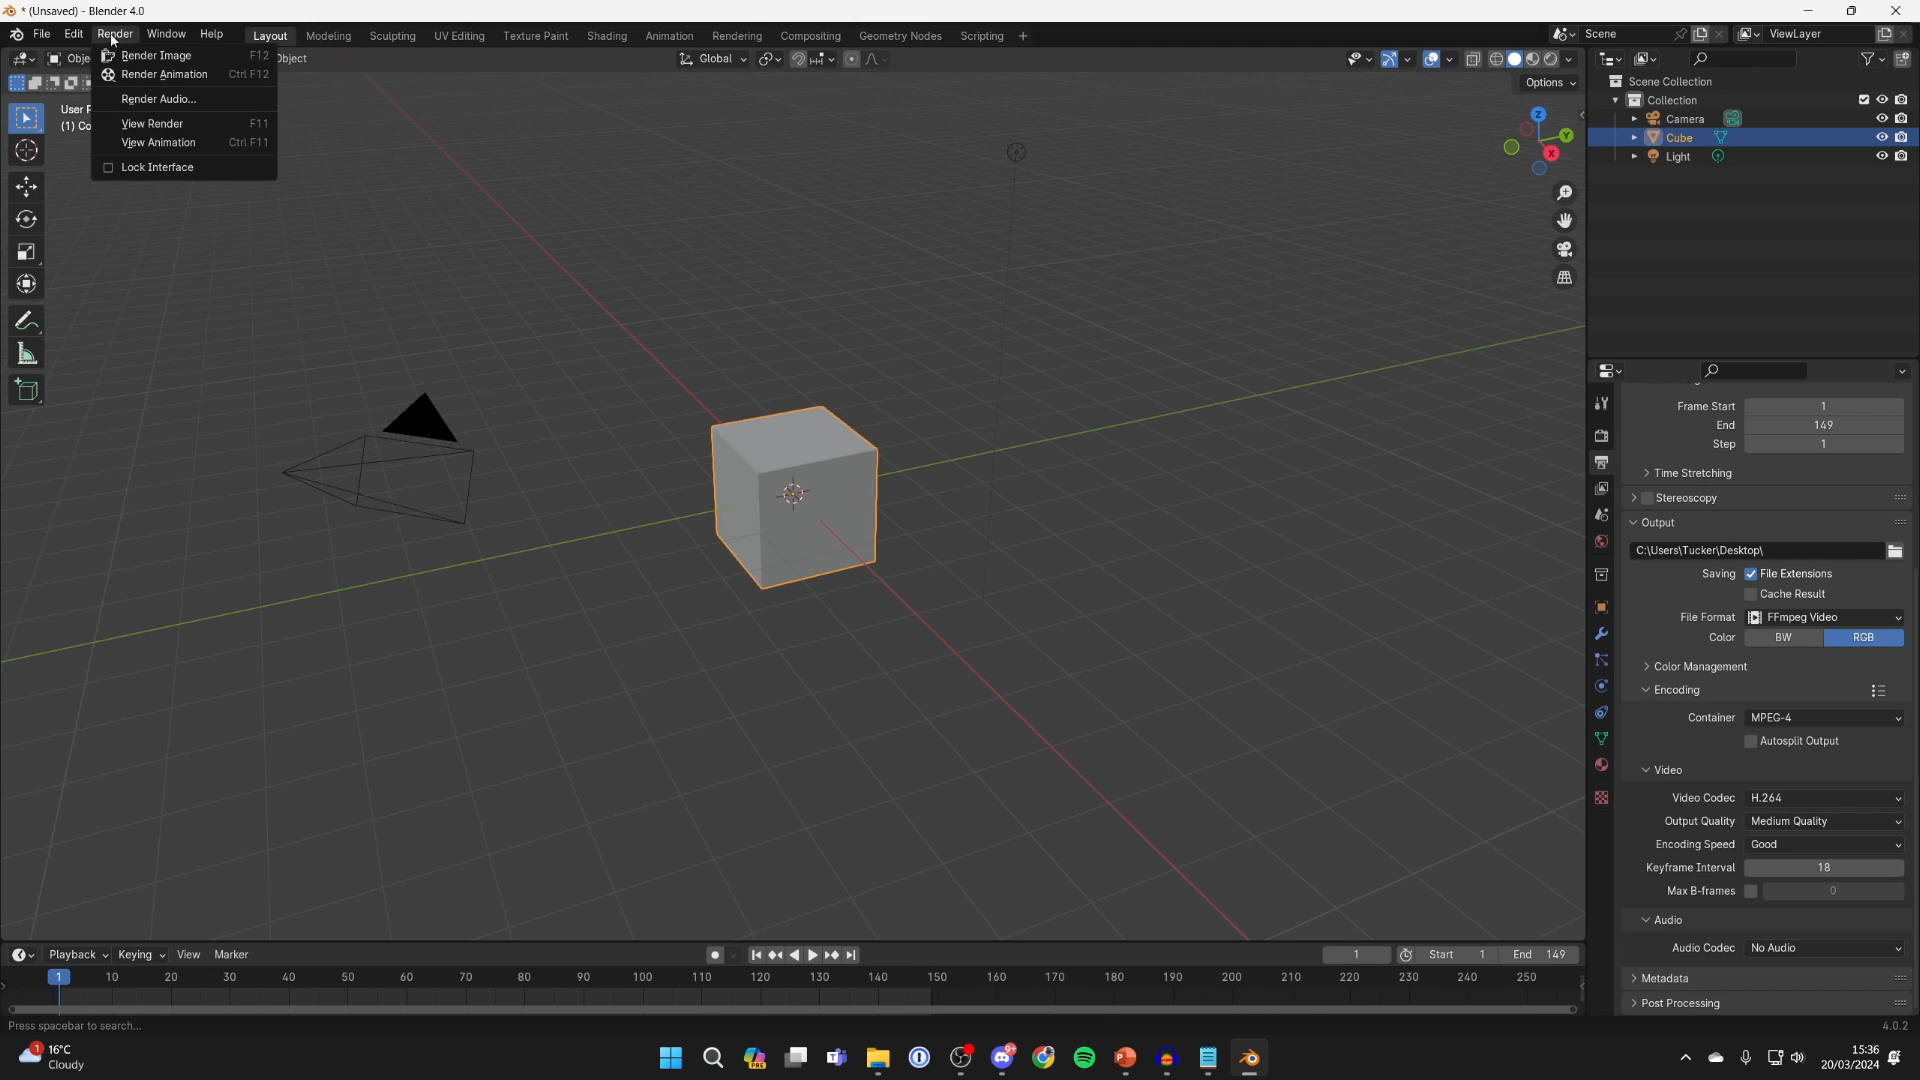 * (Unsaved) - Blender 4.0
File Edit Render Window Help Layout Modeling Sculpting UV Editing Texture Paint Shading Animation Rendering Compositing Geometry Nodes Scripting + Scene ViewLayer
Render Image F12
Render Animation Ctrl F12
Render Audio...
View Render F11
View Animation Ctrl F11
Lock Interface
Obje
bject
Global
Options
User P
(1) Co
Z
Y
X
Scene Collection
Collection
Camera
Cube
Light
Frame Start 1
End 149
Step 1
Time Stretching
Stereoscopy
Output
C:\Users\Tucker\Desktop\
Saving File Extensions
Cache Result
File Format FFmpeg Video
Color BW RGB
Color Management
Encoding
Container MPEG-4
Autosplit Output
Video
Video Codec H.264
Output Quality Medium Quality
Encoding Speed Good
Keyframe Interval 18
Max B-frames 0
Audio
Audio Codec No Audio
Metadata
Post Processing
Playback Keying View Marker 1 Start 1 End 149
1 10 20 30 40 50 60 70 80 90 100 110 120 130 140 150 160 170 180 190 200 210 220 230 240 250
Press spacebar to search... 4.0.2
1 16°C
Cloudy
PRE
9+
15:36
20/03/2024